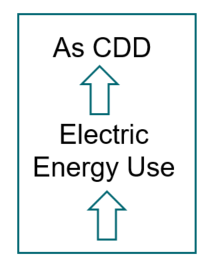 As CDD
Electric
Energy Use